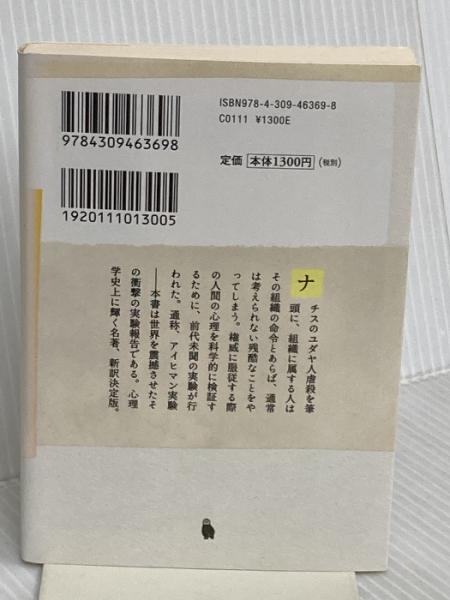 ISBN978-4-309-46369-8
C0111 ¥1300E
9784309463698
定価 本体1300円 (税別)
1920111013005
ナチスのユダヤ人虐殺を筆
頭に、組織に属する人は
その組織の命令とあらば、通常
は考えられない残酷なことをや
ってしまう。権威に服従する際
の人間の心理を科学的に検証す
るために、前代未聞の実験が行
われた。通称、アイヒマン実験
――本書は世界を震撼させたそ
の衝撃の実験報告である。心理
学史上に輝く名著、新訳決定版。